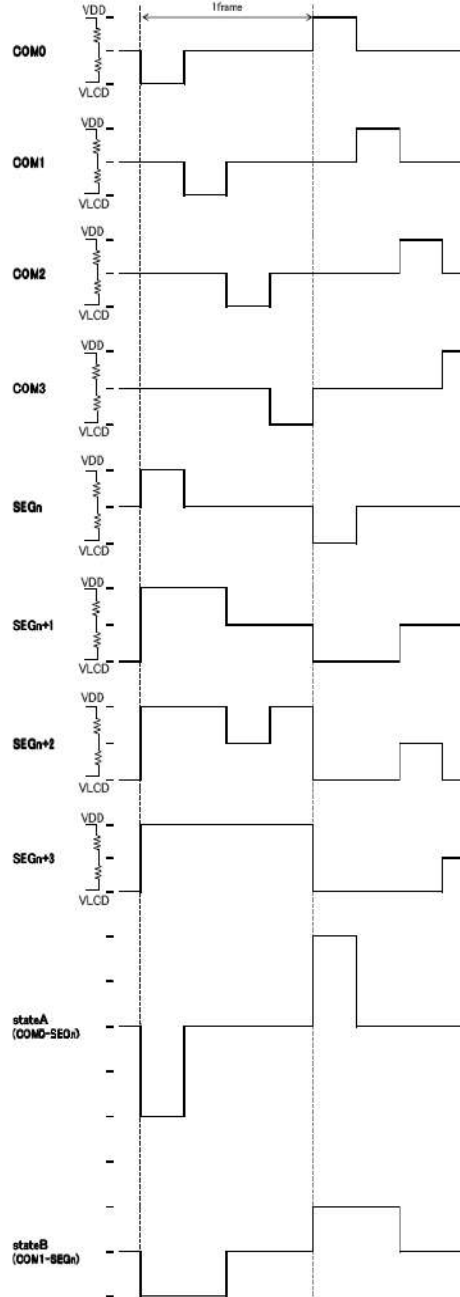 1frame
VDD
COM0
VLCD
VDD
COM1
VLCD
VDD
COM2
VLCD
VDD
COM3
VLCD
VDD
SEGn
VLCD
VDD
SEGn+1
VLCD
VDD
SEGn+2
VLCD
VDD
SEGn+3
VLCD
stateA
(COM0-SEGn)
stateB
(COM1-SEGn)